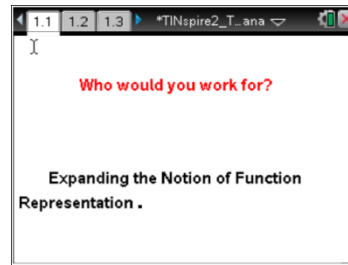 1.1 1.2 1.3 *TINspire2_T…ana
Who would you work for?
Expanding the Notion of Function
Representation .